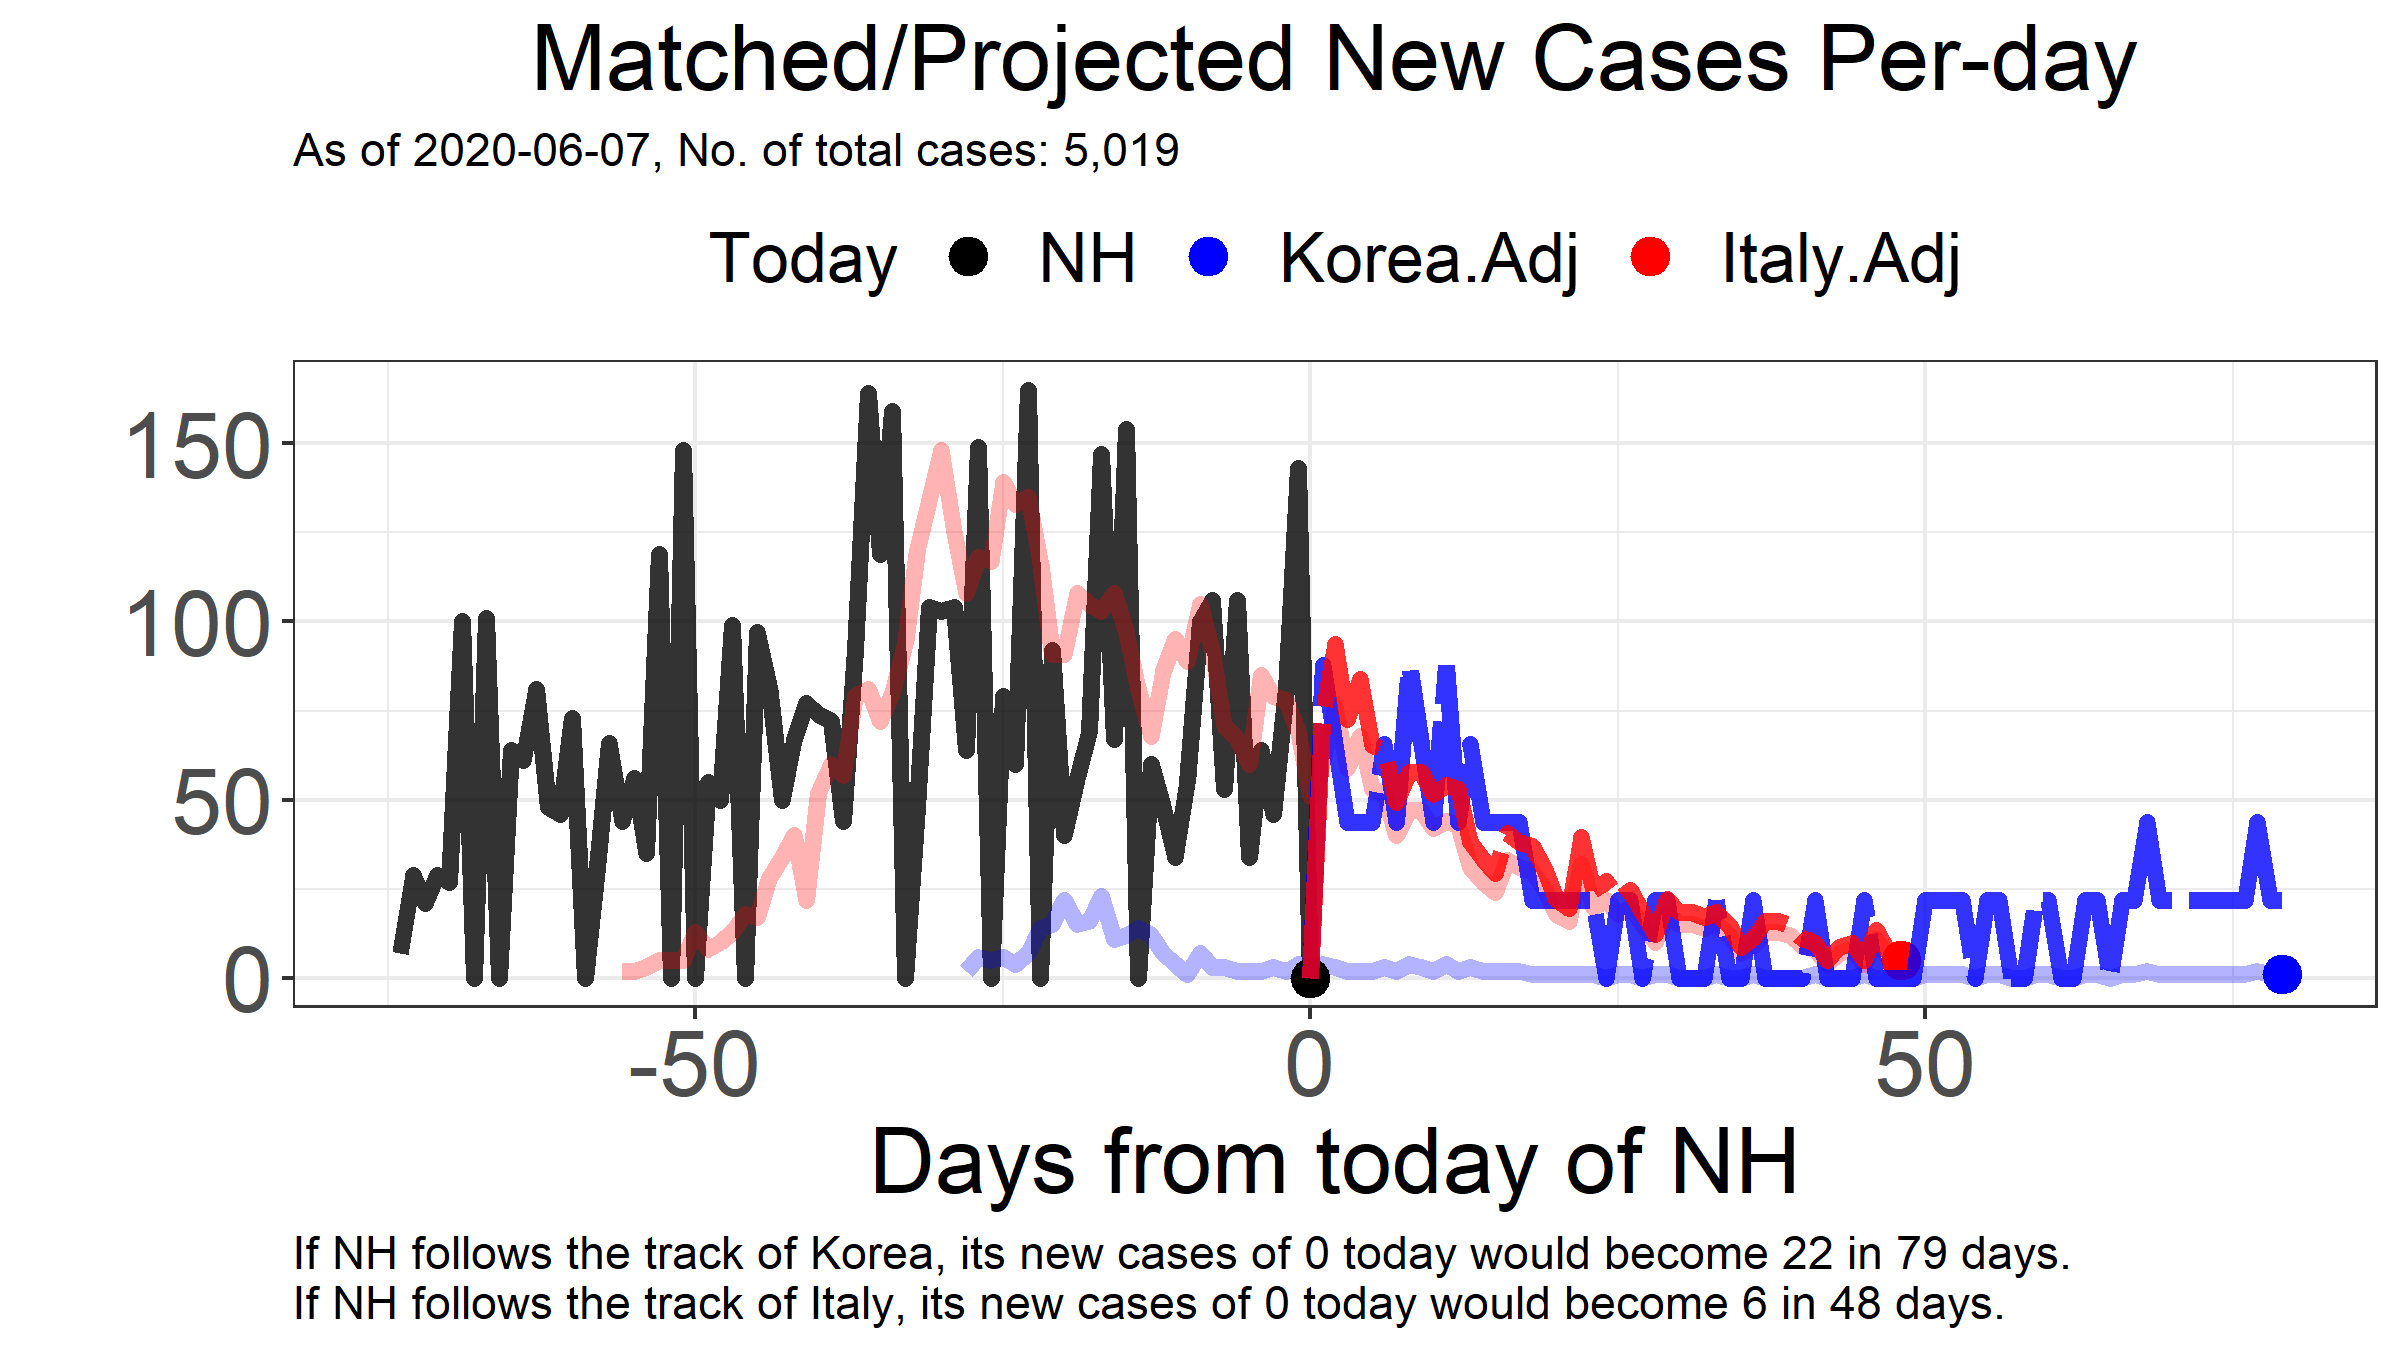 Matched/Projected New Cases Per-day
As of 2020-06-07, No. of total cases: 5,019
Today NH Korea.Adj Italy.Adj
150
100
50
0
-50 0 50
Days from today of NH
If NH follows the track of Korea, its new cases of 0 today would become 22 in 79 days.
If NH follows the track of Italy, its new cases of 0 today would become 6 in 48 days.